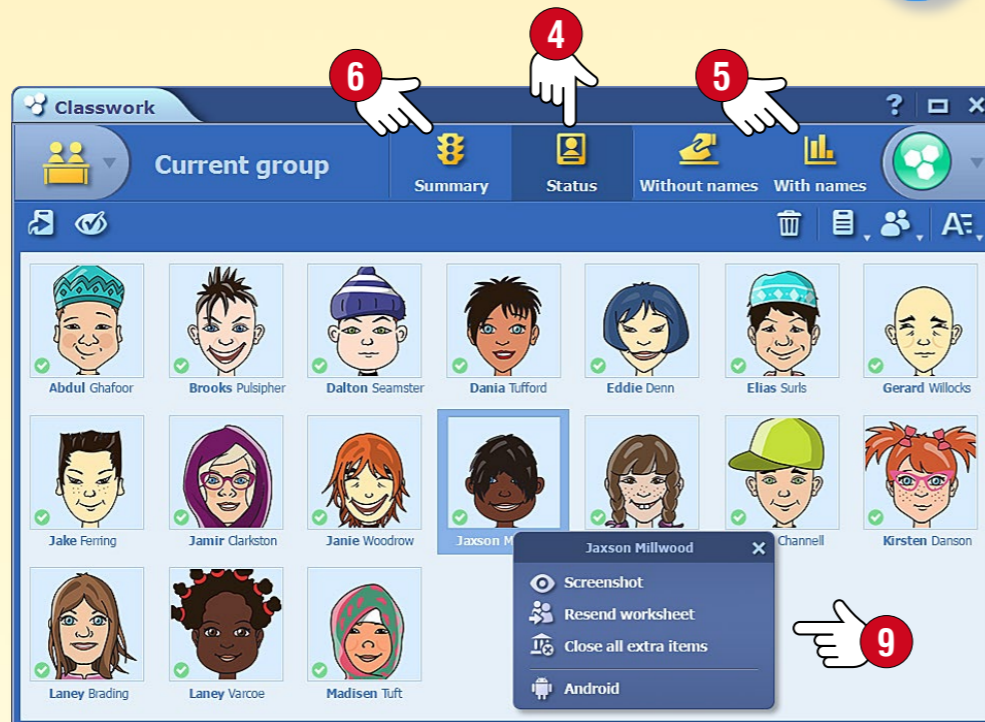 4
6
5
Classwork
?
Current group
Summary
Status
Without names
With names
A
Abdul Ghafoor
Brooks Pulsipher
Dalton Seamster
Dania Tufford
Eddie Denn
Elias Surls
Gerard Willocks
Jake Ferring
Jamir Clarkston
Janie Woodrow
Jaxson M
Channell
Kirsten Danson
Jaxson Millwood
Screenshot
Resend worksheet
Close all extra items
Android
9
Laney Brading
Laney Varcoe
Madisen Tuft